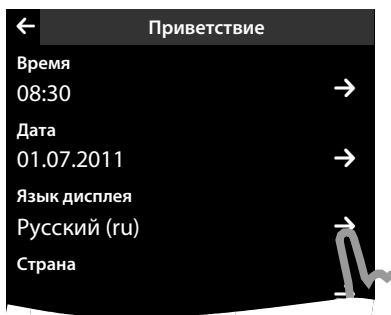 Приветствие
Время
08:30
Дата
01.07.2011
Язык дисплея
Русский (ru)
Страна